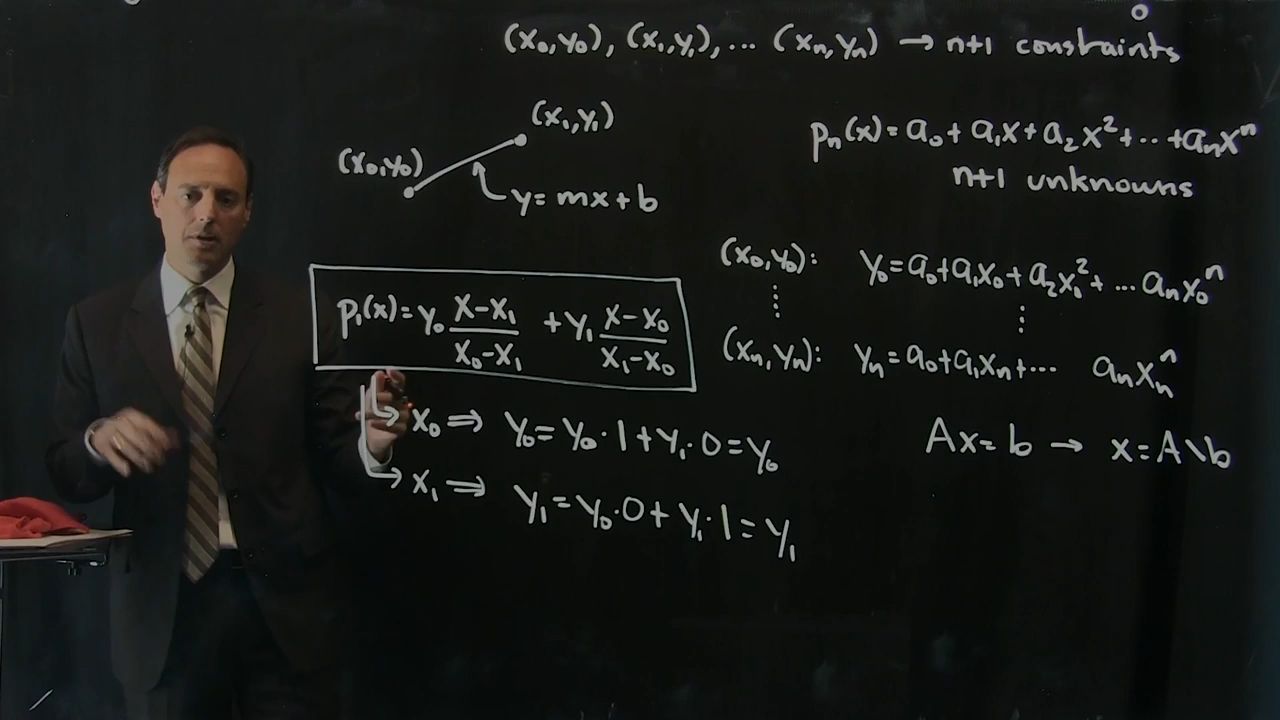 (x₀,y₀), (x₁,y₁), ... (xₙ,yₙ) → n+1 constraints
(x₁,y₁)
(x₀,y₀)
y=mx+b
pₙ(x)=a₀+a₁x+a₂x²+...+aₙxⁿ
n+1 unknowns
(x₀,y₀): y₀=a₀+a₁x₀+a₂x₀²+...aₙx₀ⁿ
⋮ ⋮
(xₙ,yₙ): yₙ=a₀+a₁xₙ+... aₙxₙⁿ
Ax=b → x=A\b
p₁(x)=y₀ (x-x₁)/(x₀-x₁) +y₁ (x-x₀)/(x₁-x₀)
→ x₀ ⇒ y₀=y₀·1+y₁·0=y₀
→ x₁ ⇒ y₁=y₀·0+y₁·1=y₁